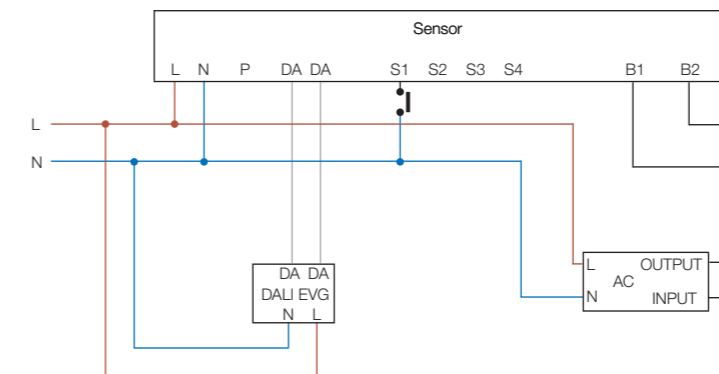 Sensor
L N P DA DA S1 S2 S3 S4 B1 B2
L
N
DA DA
DALI EVG
N L
L OUTPUT
AC
N INPUT